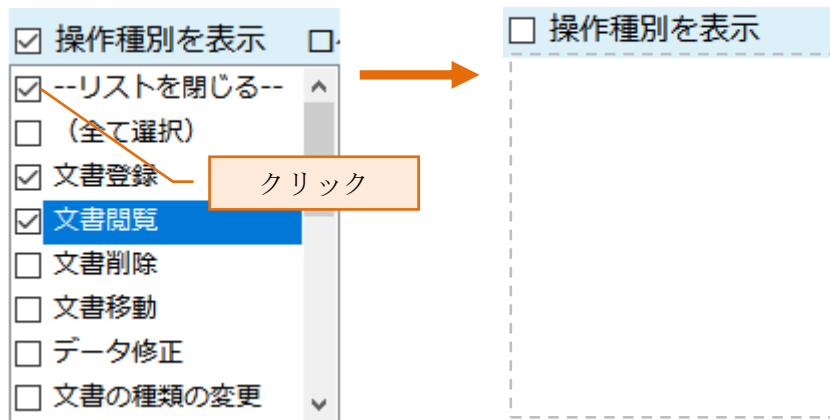 操作種別を表示
--リストを閉じる--
（全て選択）
文書登録
文書閲覧
文書削除
文書移動
データ修正
文書の種類の変更
クリック
操作種別を表示